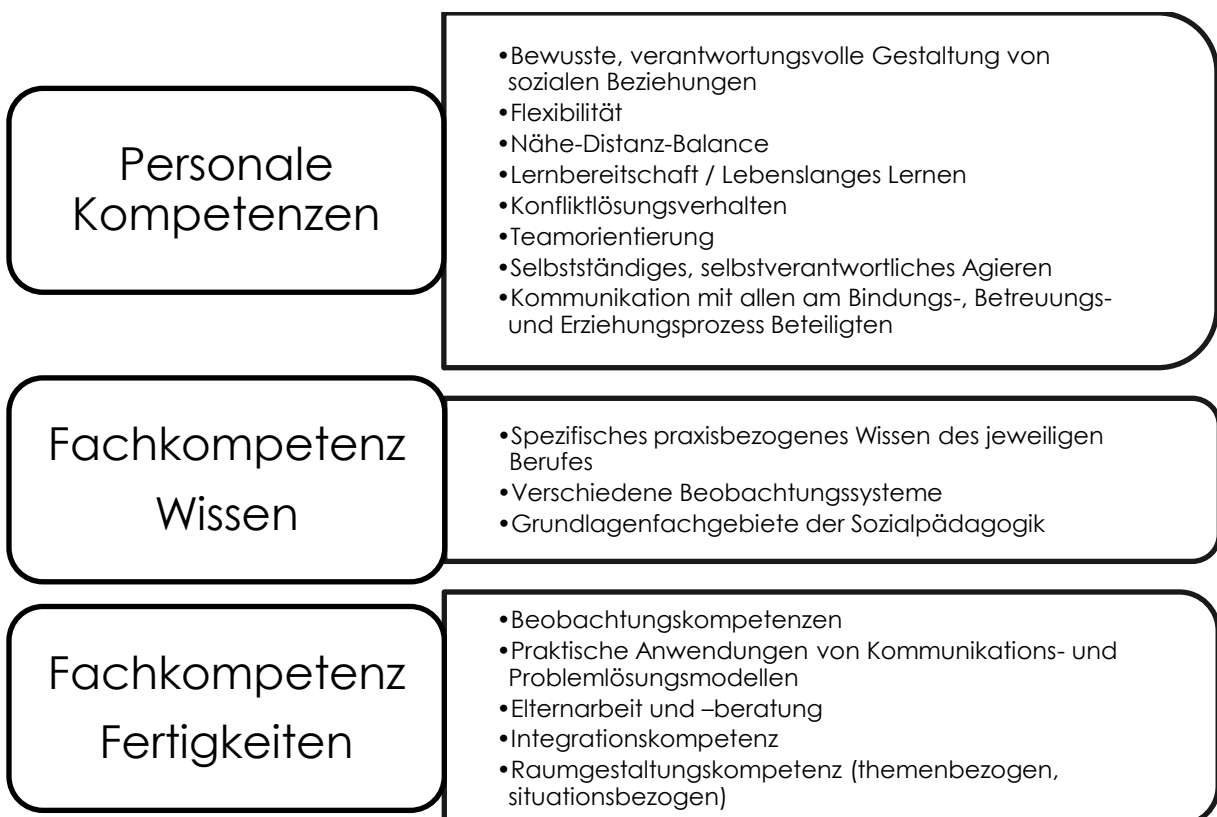 Personale
Kompetenzen
•Bewusste, verantwortungsvolle Gestaltung von
sozialen Beziehungen
•Flexibilität
•Nähe-Distanz-Balance
•Lernbereitschaft / Lebenslanges Lernen
•Konfliktlösungsverhalten
•Teamorientierung
•Selbstständiges, selbstverantwortliches Agieren
•Kommunikation mit allen am Bindungs-, Betreuungs-
und Erziehungsprozess Beteiligten
Fachkompetenz
Wissen
•Spezifisches praxisbezogenes Wissen des jeweiligen
Berufes
•Verschiedene Beobachtungssysteme
•Grundlagenfachgebiete der Sozialpädagogik
Fachkompetenz
Fertigkeiten
•Beobachtungskompetenzen
•Praktische Anwendungen von Kommunikations- und
Problemlösungsmodellen
•Elternarbeit und –beratung
•Integrationskompetenz
•Raumgestaltungskompetenz (themenbezogen,
situationsbezogen)